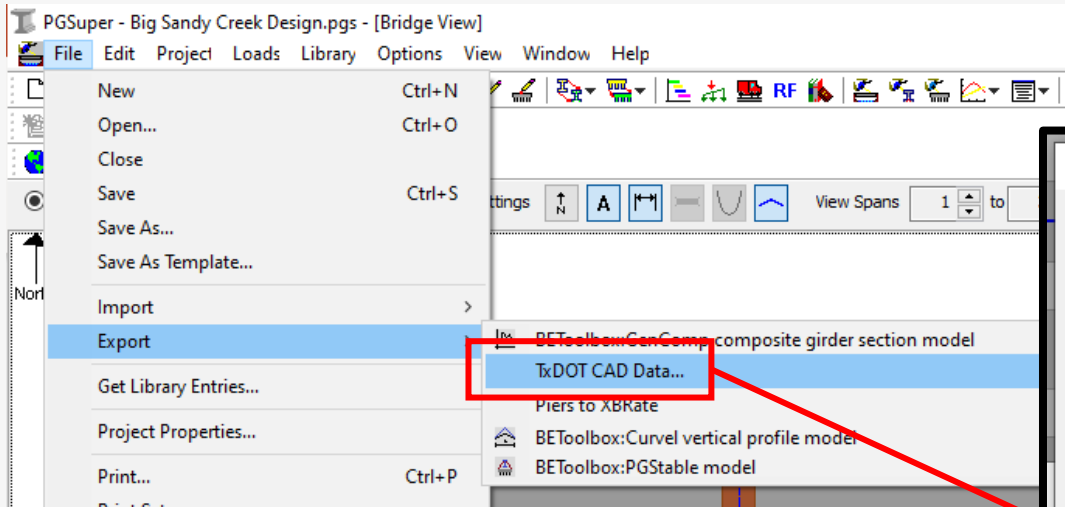 PGSuper - Big Sandy Creek Design.pgs - [Bridge View]
File Edit Project Loads Library Options View Window Help
New Ctrl+N
RF
Open... Ctrl+O
Close
Save Ctrl+S
ttings N A View Spans 1 to
Save As...
Save As Template...
Import
Export
BEToolbox:GenComp composite girder section model
TxDOT CAD Data...
Get Library Entries...
Piers to XBRate
Project Properties...
BEToolbox:Curvel vertical profile model
BEToolbox:PGStable model
Print... Ctrl+P